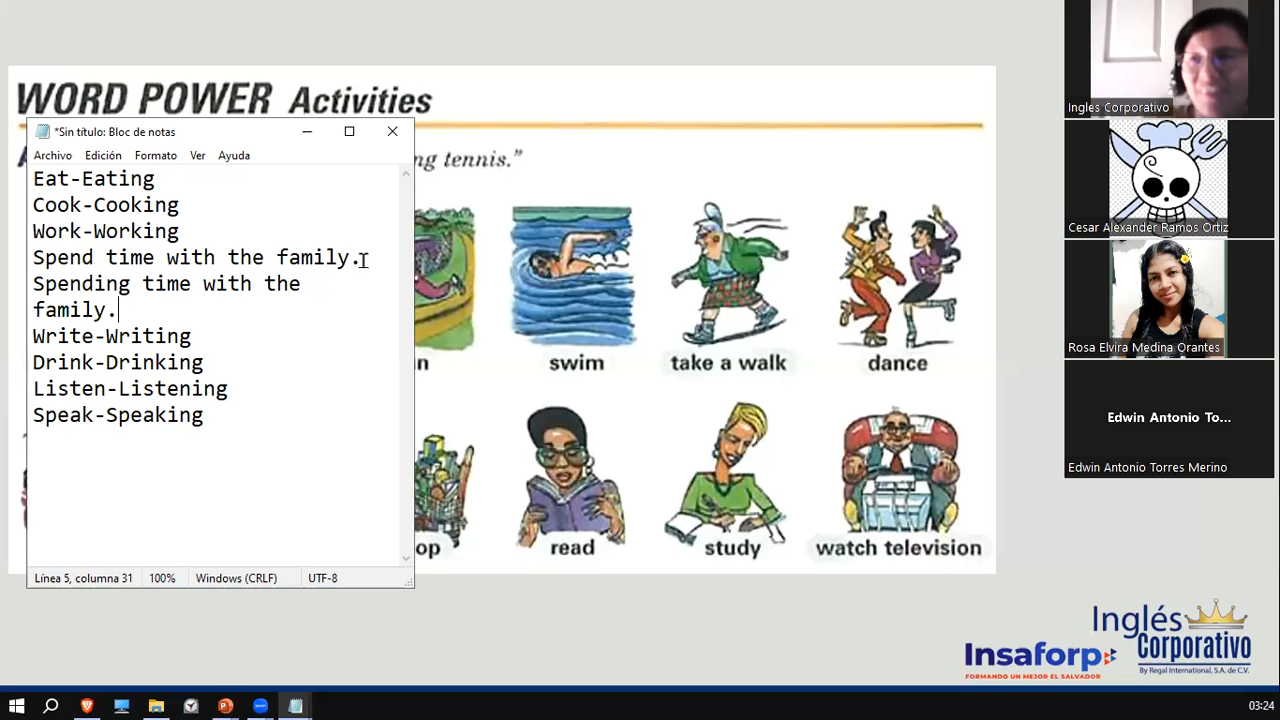 WORD POWER Activities
*Sin título: Bloc de notas
Archivo Edición Formato Ver Ayuda
ng tennis."
Eat-Eating
Cook-Cooking
Work-Working
Spend time with the family.
Spending time with the
family.
Write-Writing
Drink-Drinking
Listen-Listening
Speak-Speaking
n swim take a walk dance
op read study watch television
Línea 5, columna 31 100% Windows (CRLF) UTF-8
Ingles Corporativo
Cesar Alexander Ramos Ortiz
Rosa Elvira Medina Orantes
Edwin Antonio To...
Edwin Antonio Torres Merino
Insaforp
FORMANDO UN MEJOR EL SALVADOR
Inglés
Corporativo
By Regal International, S.A. de C.V.
03:24